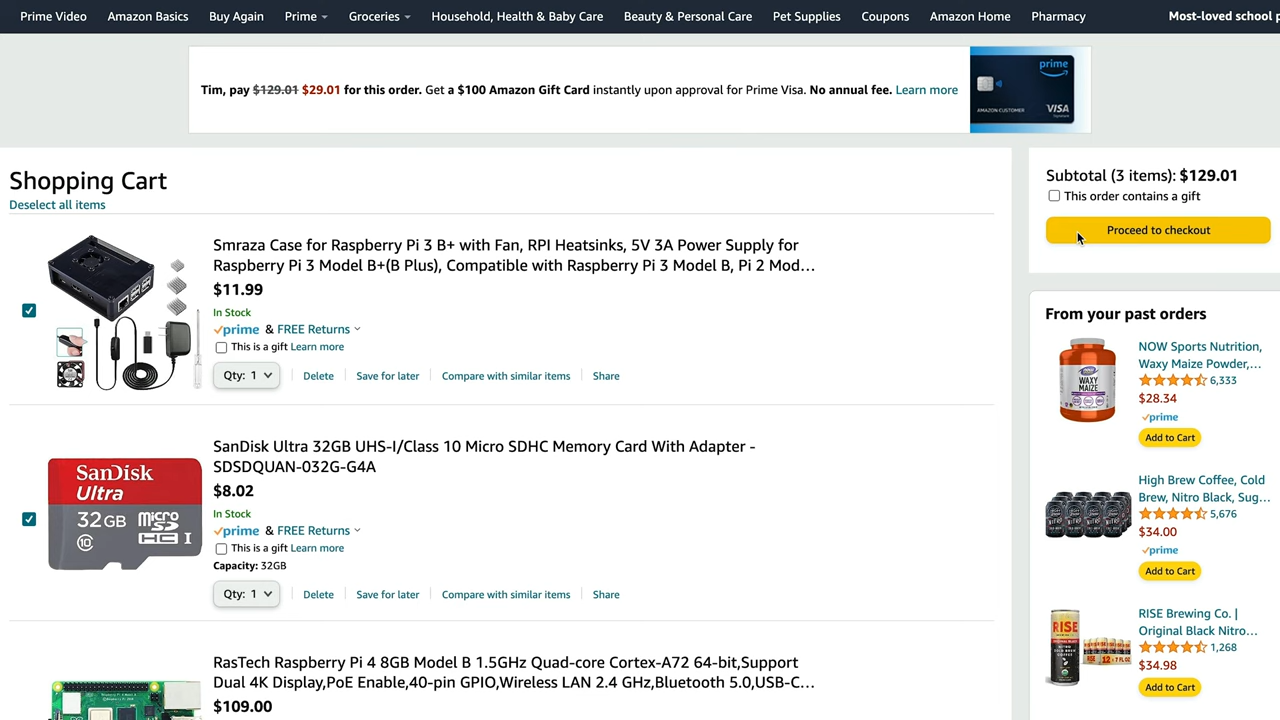 Prime Video Amazon Basics Buy Again Prime Groceries Household, Health & Baby Care Beauty & Personal Care Pet Supplies Coupons Amazon Home Pharmacy Most-loved school
Tim, pay $129.01 $29.01 for this order. Get a $100 Amazon Gift Card instantly upon approval for Prime Visa. No annual fee. Learn more
prime
AMAZON CUSTOMER
VISA
Signature
Shopping Cart
Deselect all items
Smraza Case for Raspberry Pi 3 B+ with Fan, RPI Heatsinks, 5V 3A Power Supply for
Raspberry Pi 3 Model B+(B Plus), Compatible with Raspberry Pi 3 Model B, Pi 2 Mod...
$11.99
In Stock
prime & FREE Returns
This is a gift Learn more
Qty: 1 Delete Save for later Compare with similar items Share
SanDisk
Ultra
32GB micro SD HC I
10
SanDisk Ultra 32GB UHS-I/Class 10 Micro SDHC Memory Card With Adapter -
SDSDQUAN-032G-G4A
$8.02
In Stock
prime & FREE Returns
This is a gift Learn more
Capacity: 32GB
Qty: 1 Delete Save for later Compare with similar items Share
RasTech Raspberry Pi 4 8GB Model B 1.5GHz Quad-core Cortex-A72 64-bit,Support
Dual 4K Display,PoE Enable,40-pin GPIO,Wireless LAN 2.4 GHz,Bluetooth 5.0,USB-C...
$109.00
Subtotal (3 items): $129.01
This order contains a gift
Proceed to checkout
From your past orders
WAXY
MAIZE
NOW Sports Nutrition,
Waxy Maize Powder,...
6,333
$28.34
prime
Add to Cart
High Brew Coffee, Cold
Brew, Nitro Black, Sug...
5,676
$34.00
prime
Add to Cart
RISE
RISE Brewing Co. |
Original Black Nitro...
1,268
$34.98
Add to Cart